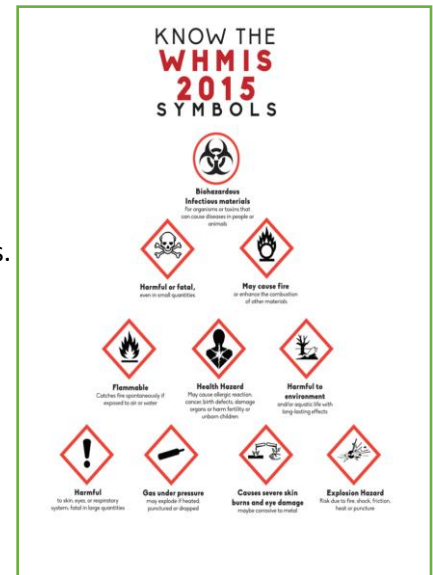 KNOW THE
WHMIS
2015
SYMBOLS
Biohazardous
Infectious materials
For organisms or toxins that
can cause diseases in people or
animals
s.
Harmful or fatal,
even in small quantities
May cause fire
or enhance the combustion
of other materials
Flammable
Catches fire spontaneously if
exposed to air or water
Health Hazard
May cause allergic reaction,
cancer, birth defects, damage
organs or harm fertility or
unborn children
Harmful to
environment
and/or aquatic life with
long-lasting effects
Harmful
to skin, eyes, or respiratory
system; fatal in large quantities
Gas under pressure
may explode if heated,
punctured or dropped
Causes severe skin
burns and eye damage
maybe corrosive to metal
Explosion Hazard
Risk due to fire, shock, friction,
heat or puncture